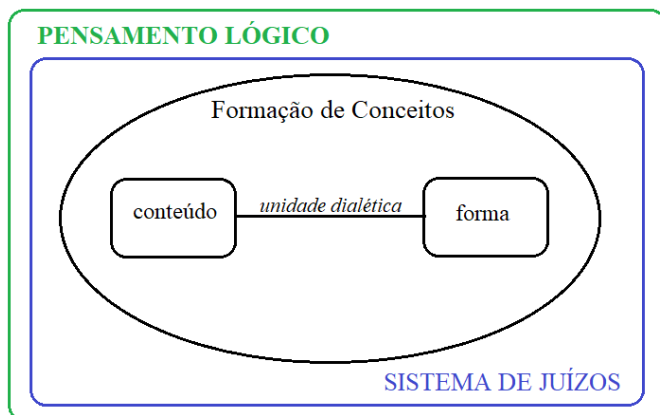 PENSAMENTO LÓGICO
Formação de Conceitos
conteúdo
unidade dialética
forma
SISTEMA DE JUÍZOS